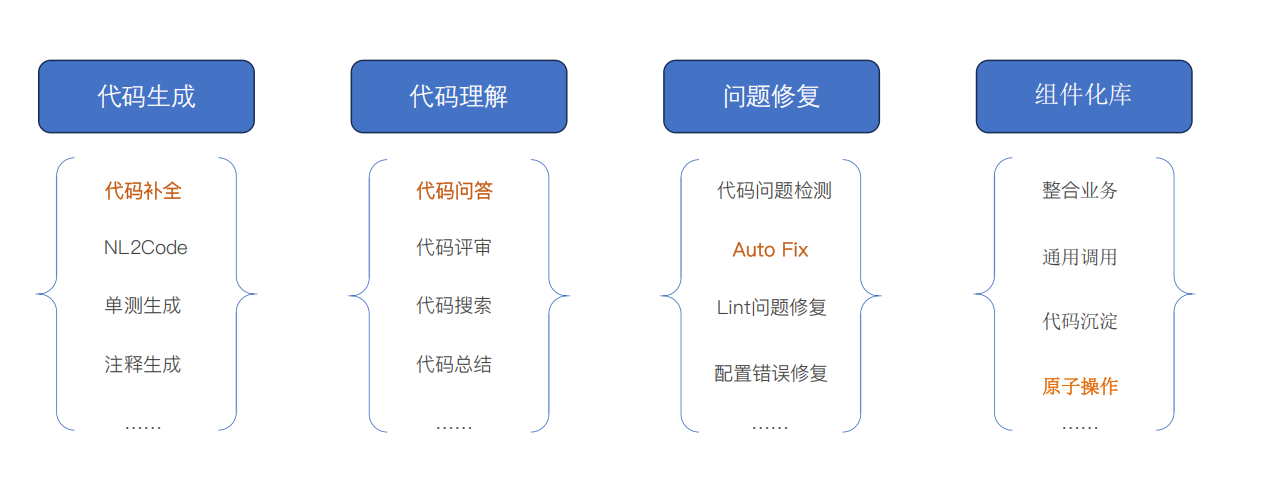 代码生成
代码补全
NL2Code
单测生成
注释生成
……
代码理解
代码问答
代码评审
代码搜索
代码总结
……
问题修复
代码问题检测
Auto Fix
Lint问题修复
配置错误修复
……
组件化库
整合业务
通用调用
代码沉淀
原子操作
……